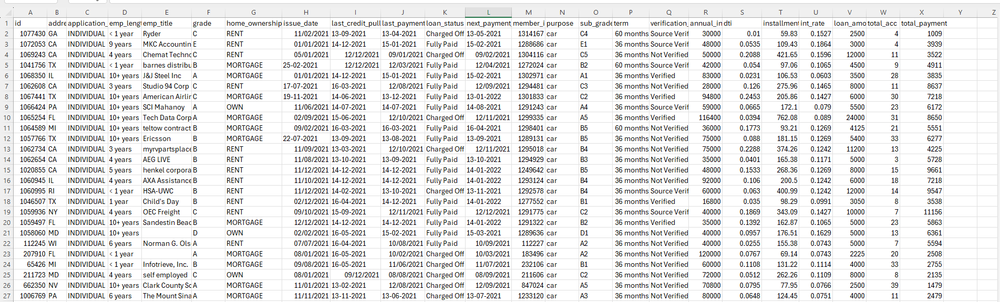 A B C D E F G H I J K L M N O P Q R S T U V W X Y Z
1 id addre application_ emp_lengt emp_title grade home_ownership issue_date last_credit_pull last_payment loan_status next_payment member_i purpose sub_grade term verification_ annual_in dti installment int_rate loan_amo total_acc total_payment
2 1077430 GA INDIVIDUAL < 1 year Ryder C RENT 11/02/2021 13-09-2021 13-04-2021 Charged Off 13-05-2021 1314167 car C4 60 months Source Verif 30000 0.01 59.83 0.1527 2500 4 1009
3 1072053 CA INDIVIDUAL 9 years MKC Accountin E RENT 01/01/2021 14-12-2021 15-01-2021 Fully Paid 15-02-2021 1288686 car E1 36 months Source Verif 48000 0.0535 109.43 0.1864 3000 4 3939
4 1069243 CA INDIVIDUAL 4 years Chemat Techno C RENT 05/01/2021 12/12/2021 09/01/2021 Charged Off 09/02/2021 1304116 car C5 36 months Not Verified 50000 0.2088 421.65 0.1596 12000 11 3522
5 1041756 TX INDIVIDUAL < 1 year barnes distribu B MORTGAGE 25-02-2021 12/12/2021 12/03/2021 Fully Paid 12/04/2021 1272024 car B2 60 months Source Verif 42000 0.054 97.06 0.1065 4500 9 4911
6 1068350 IL INDIVIDUAL 10+ years J&J Steel Inc A MORTGAGE 01/01/2021 14-12-2021 15-01-2021 Fully Paid 15-02-2021 1302971 car A1 36 months Verified 83000 0.0231 106.53 0.0603 3500 28 3835
7 1062608 CA INDIVIDUAL 3 years Studio 94 Corp C RENT 17-07-2021 16-03-2021 12/08/2021 Fully Paid 12/09/2021 1294481 car C3 36 months Not Verified 28000 0.126 275.96 0.1465 8000 11 8637
8 1067441 TX INDIVIDUAL 10+ years American Airlin C MORTGAGE 19-11-2021 14-06-2021 13-12-2021 Fully Paid 13-01-2022 1301833 car C2 36 months Verified 94800 0.2453 205.86 0.1427 6000 30 7218
9 1066424 PA INDIVIDUAL 10+ years SCI Mahanoy A OWN 11/06/2021 14-07-2021 14-07-2021 Fully Paid 14-08-2021 1291243 car A4 36 months Source Verif 59000 0.0665 172.1 0.079 5500 23 6172
10 1065254 FL INDIVIDUAL 10+ years Tech Data Corp A MORTGAGE 02/09/2021 15-06-2021 12/10/2021 Charged Off 12/11/2021 1299335 car A5 36 months Verified 116400 0.0394 762.08 0.089 24000 31 8650
11 1064589 MI INDIVIDUAL 10+ years teltow contract B MORTGAGE 09/02/2021 16-03-2021 16-03-2021 Fully Paid 16-04-2021 1298401 car B5 60 months Not Verified 36000 0.1773 93.21 0.1269 4125 21 5551
12 1057766 TX INDIVIDUAL 10+ years Ericsson B MORTGAGE 22-07-2021 13-09-2021 13-08-2021 Fully Paid 13-09-2021 1289131 car B5 36 months Not Verified 75000 0.088 181.15 0.1269 5400 33 6277
13 1062734 CA INDIVIDUAL 3 years myrvpartsplace B RENT 11/09/2021 13-03-2021 12/10/2021 Charged Off 12/11/2021 1295018 car B4 36 months Not Verified 75000 0.2288 374.26 0.1242 11200 13 4225
14 1062654 CA INDIVIDUAL 4 years AEG LIVE B RENT 11/08/2021 13-10-2021 13-09-2021 Fully Paid 13-10-2021 1294929 car B3 36 months Not Verified 35000 0.0401 165.38 0.1171 5000 3 5728
15 1020855 CA INDIVIDUAL 5 years henkel corpora B RENT 11/12/2021 14-12-2021 14-12-2021 Fully Paid 14-01-2022 1249642 car B5 36 months Not Verified 48000 0.1533 268.36 0.1269 8000 15 9661
16 1060945 IL INDIVIDUAL 4 years AXA Assistance B RENT 11/10/2021 14-12-2021 14-12-2021 Fully Paid 14-01-2022 1293124 car B4 36 months Not Verified 92000 0.106 200.5 0.1242 6000 18 7218
17 1060995 RI INDIVIDUAL < 1 year HSA-UWC B RENT 11/12/2021 14-02-2021 13-10-2021 Charged Off 13-11-2021 1292578 car B4 36 months Source Verif 60000 0.063 400.99 0.1242 12000 14 9547
18 1046507 TX INDIVIDUAL 1 year Child's Day B RENT 02/12/2021 16-04-2021 14-12-2021 Fully Paid 14-01-2022 1277552 car B1 36 months Verified 16800 0.035 98.29 0.0991 3050 8 3538
19 1059936 NY INDIVIDUAL 4 years OEC Freight C RENT 09/10/2021 15-09-2021 12/11/2021 Fully Paid 12/12/2021 1291775 car C2 36 months Source Verif 40000 0.1869 343.09 0.1427 10000 7 11156
20 1059497 FL INDIVIDUAL 10+ years Sandestin Beac B MORTGAGE 12/12/2021 14-12-2021 14-12-2021 Fully Paid 14-01-2022 1291322 car B2 36 months Verified 35000 0.1392 162.87 0.1065 5000 23 5863
21 1058060 MD INDIVIDUAL 10+ years D OWN 02/02/2021 16-05-2021 15-02-2021 Fully Paid 15-03-2021 1289636 car D1 36 months Not Verified 40000 0.0957 176.51 0.1629 5000 13 6361
22 112245 WI INDIVIDUAL 6 years Norman G. Ols A RENT 07/07/2021 16-04-2021 10/08/2021 Fully Paid 10/09/2021 112227 car A2 36 months Not Verified 40000 0.0255 155.38 0.0743 5000 7 5594
23 207910 FL INDIVIDUAL < 1 year A MORTGAGE 08/01/2021 16-05-2021 10/02/2021 Charged Off 10/03/2021 183496 car A2 36 months Not Verified 120000 0.0767 69.14 0.0743 2225 20 2508
24 65426 MI INDIVIDUAL < 1 year Infotrieve, Inc. B MORTGAGE 09/08/2021 16-05-2021 11/06/2021 Charged Off 11/07/2021 232106 car B1 36 months Not Verified 60000 0.1108 131.22 0.1114 4000 33 2755
25 211723 MD INDIVIDUAL 4 years self employed C OWN 08/01/2021 09/12/2021 08/08/2021 Charged Off 08/09/2021 211606 car C2 36 months Not Verified 72000 0.0512 262.26 0.1109 8000 8 2135
26 662350 NV INDIVIDUAL 10+ years Clark County Sc A MORTGAGE 11/01/2021 13-02-2021 12/08/2021 Charged Off 12/09/2021 847024 car A5 36 months Not Verified 70800 0.0795 77.95 0.0766 2500 39 1479
27 1006769 PA INDIVIDUAL 6 years The Mount Sina A MORTGAGE 11/11/2021 13-11-2021 13-06-2021 Charged Off 13-07-2021 1233120 car A3 36 months Not Verified 80000 0.0648 124.45 0.0751 4000 11 2479